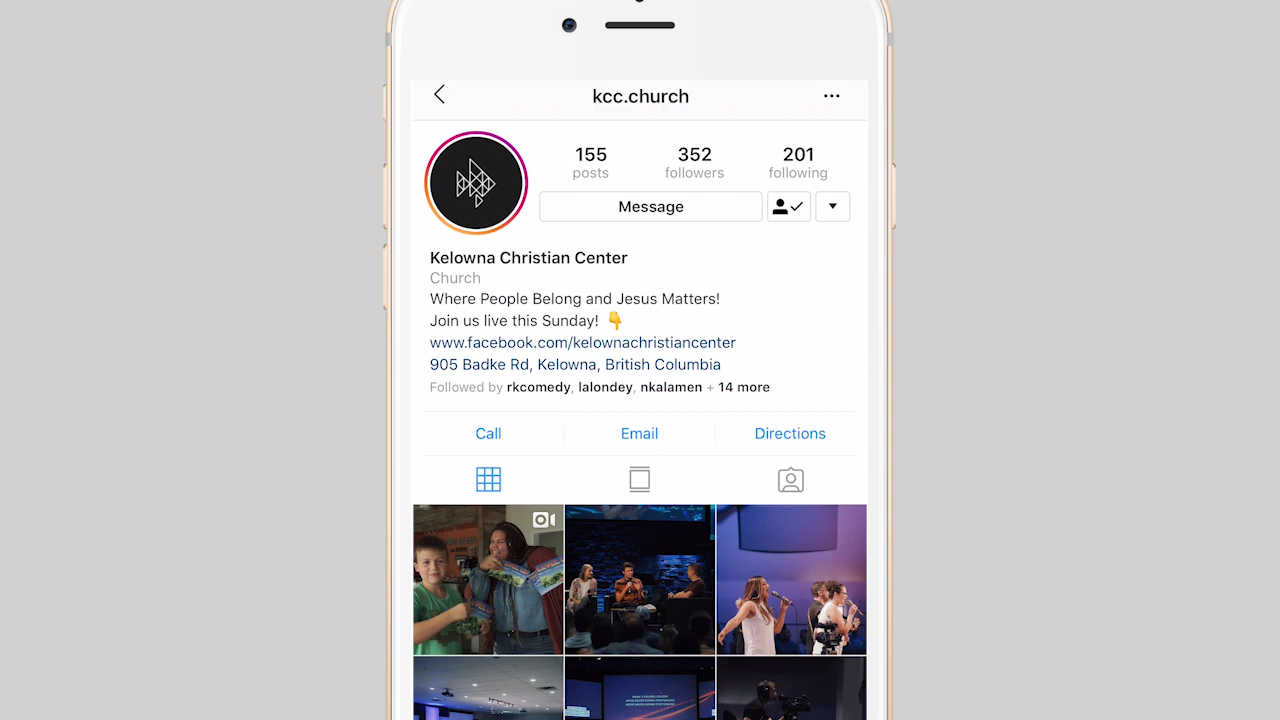 kcc.church
155 352 201
posts followers following
Message
Kelowna Christian Center
Church
Where People Belong and Jesus Matters!
Join us live this Sunday! 👇
www.facebook.com/kelownachristiancenter
905 Badke Rd, Kelowna, British Columbia
Followed by rkcomedy, lalondey, nkalamen + 14 more
Call Email Directions